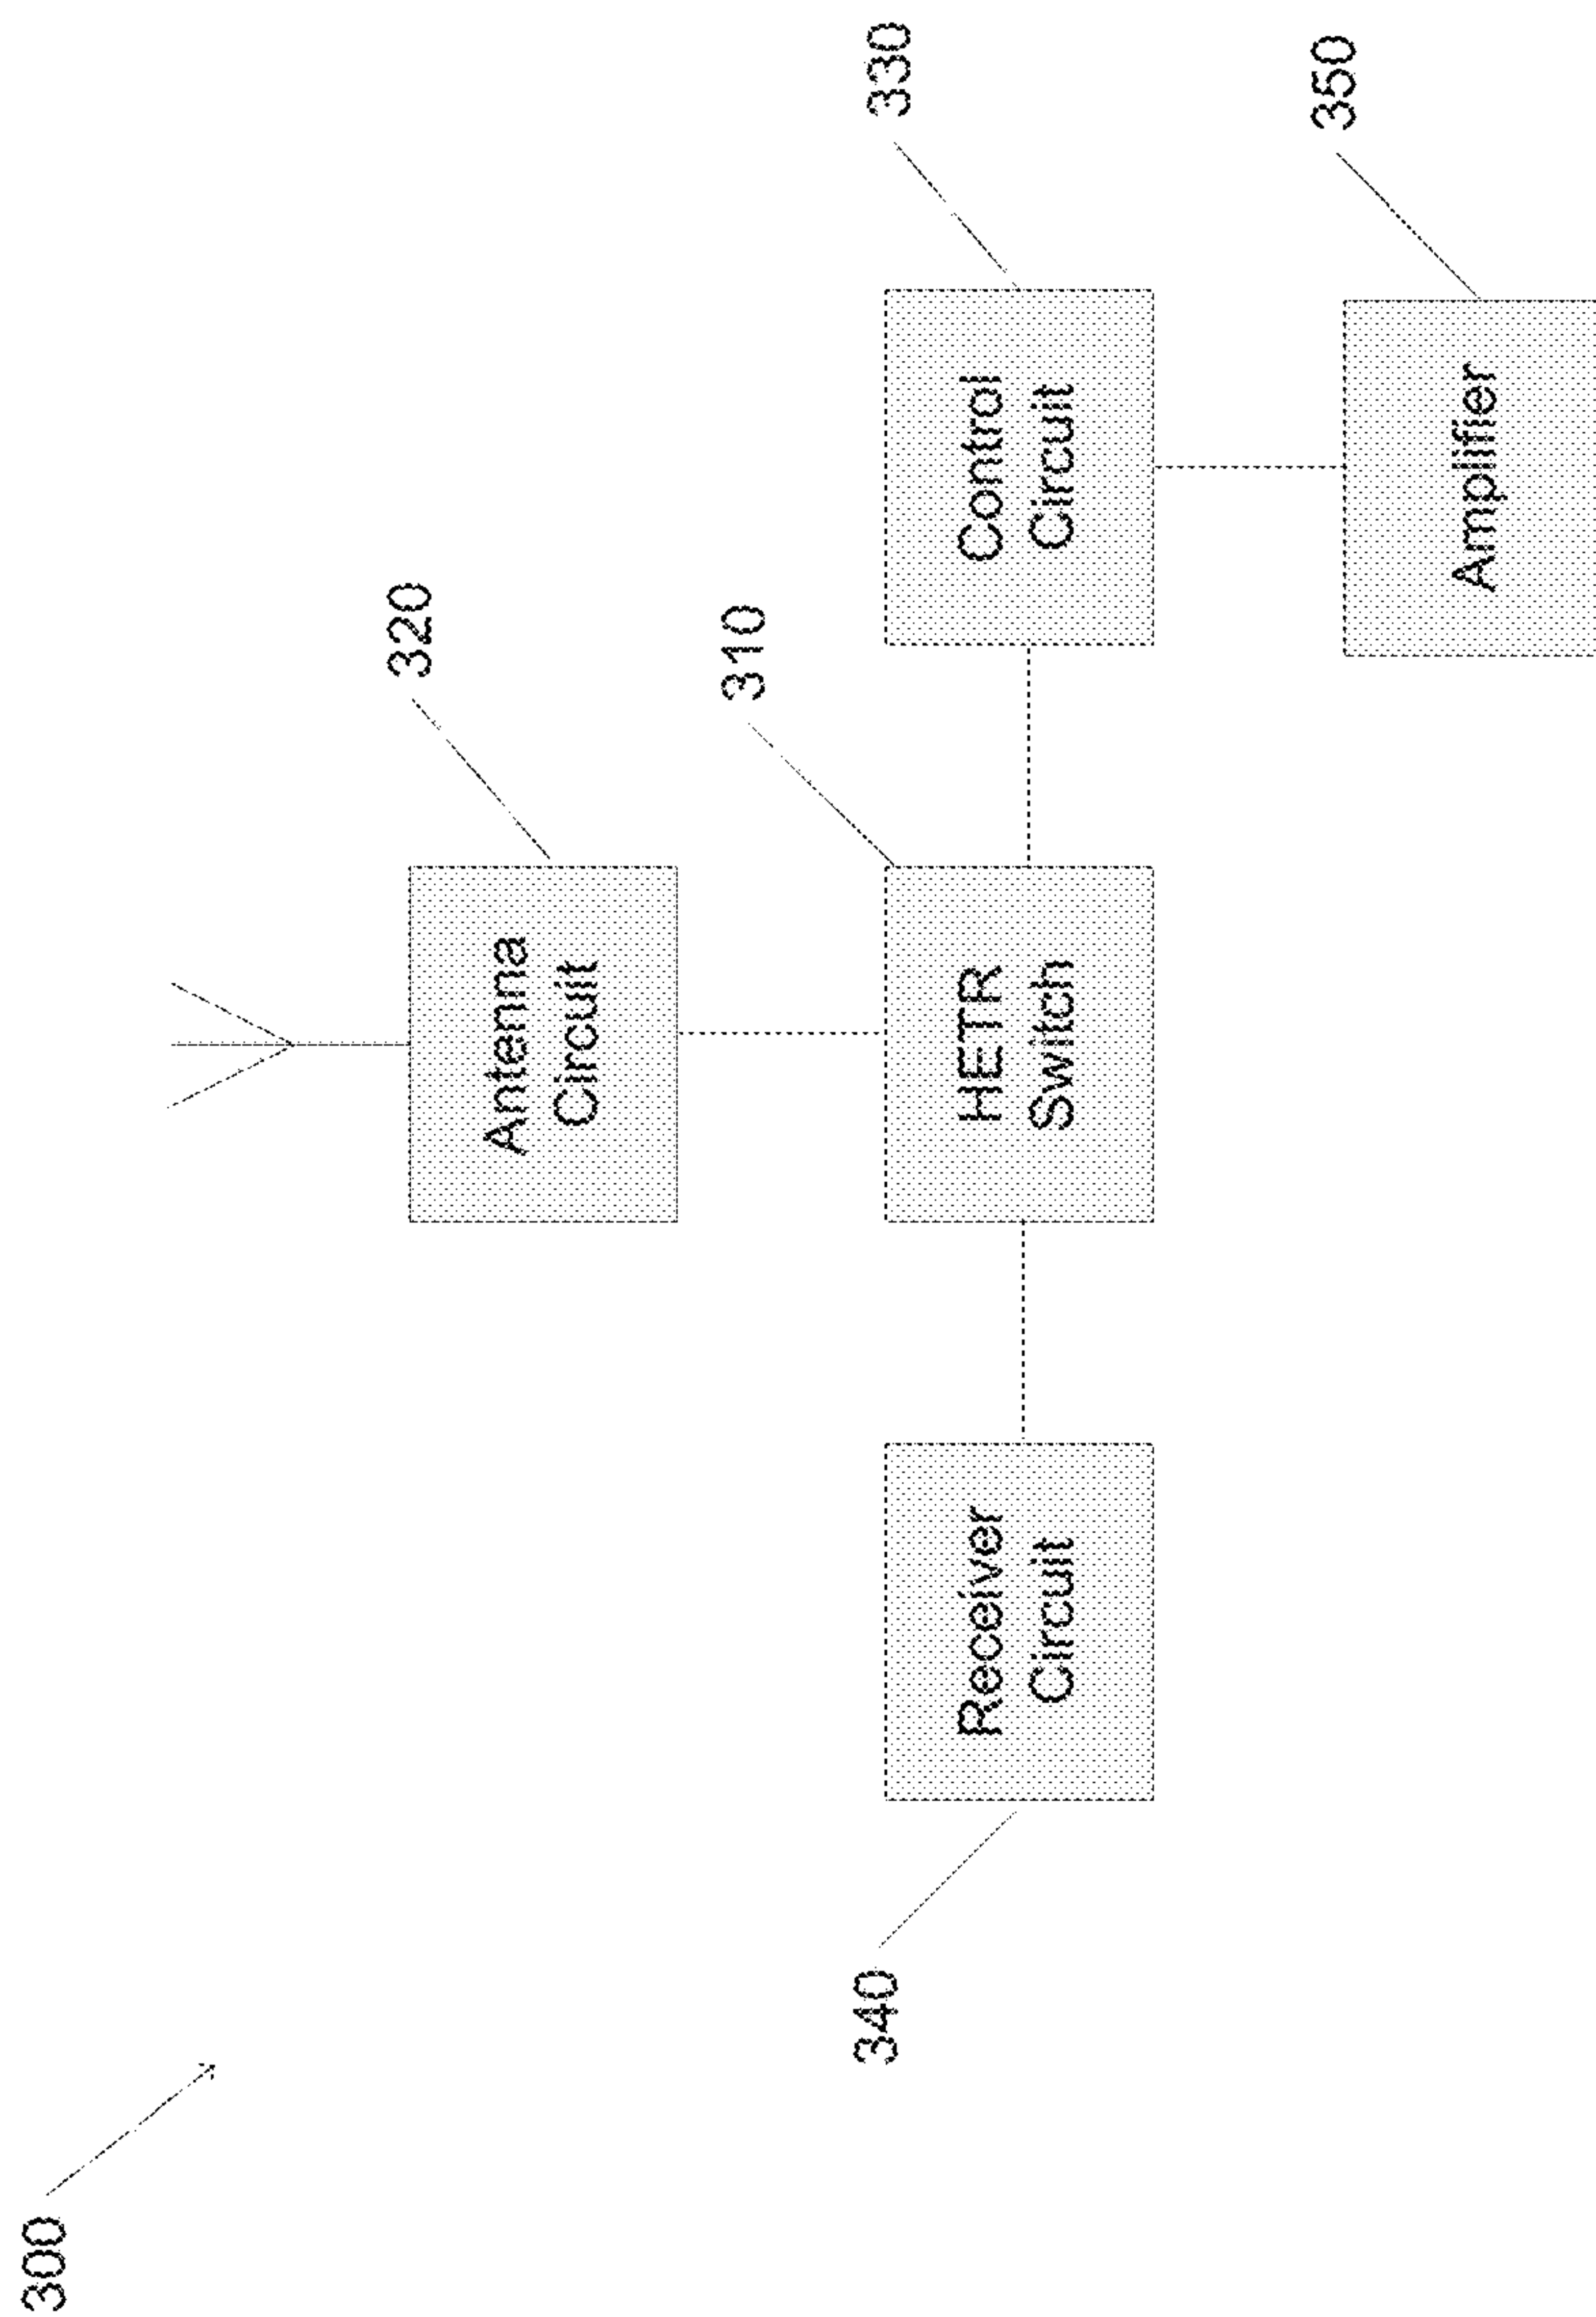 300
320
Antenna
Circuit
310
340
330
Receiver
Circuit
HETR
Switch
Control
Circuit
350
Amplifier